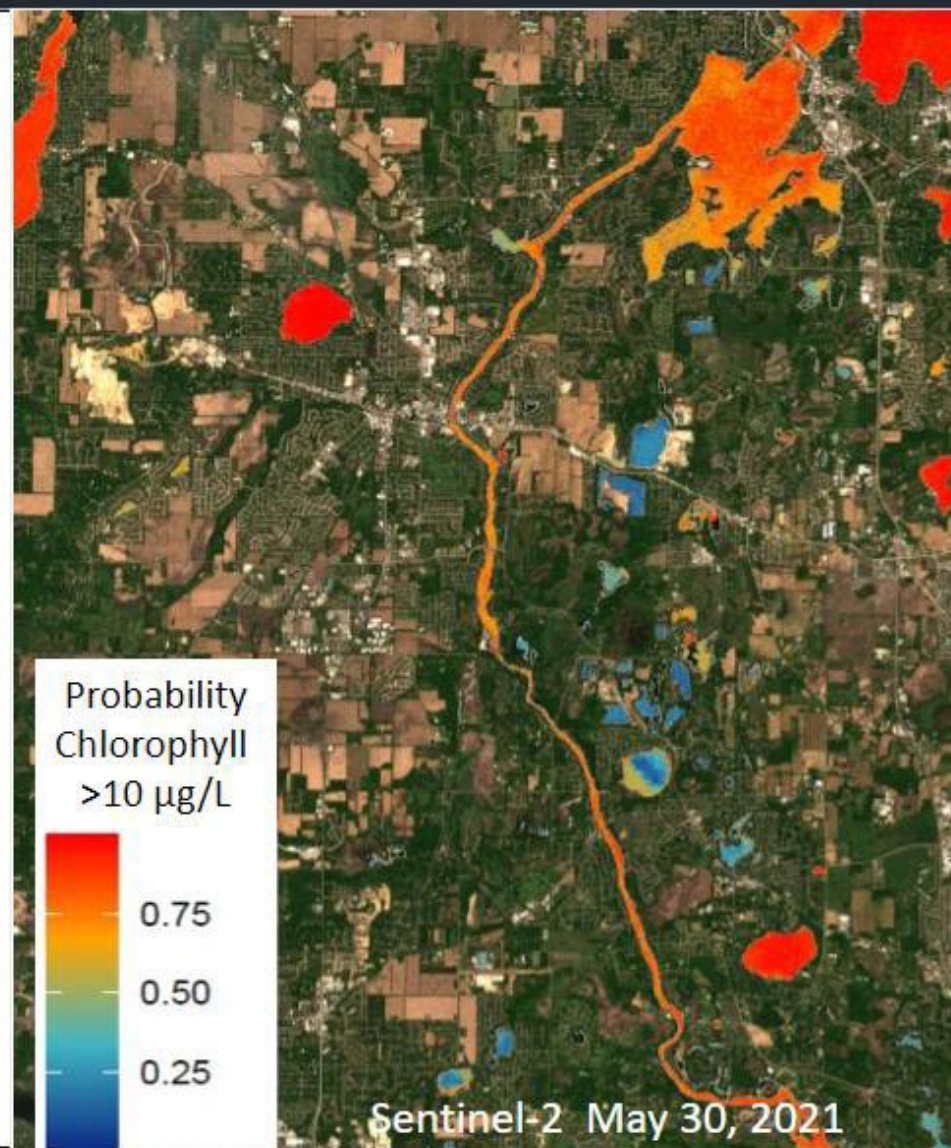 Probability
Chlorophyll
>10 µg/L
0.75
0.50
0.25
Sentinel-2 May 30, 2021